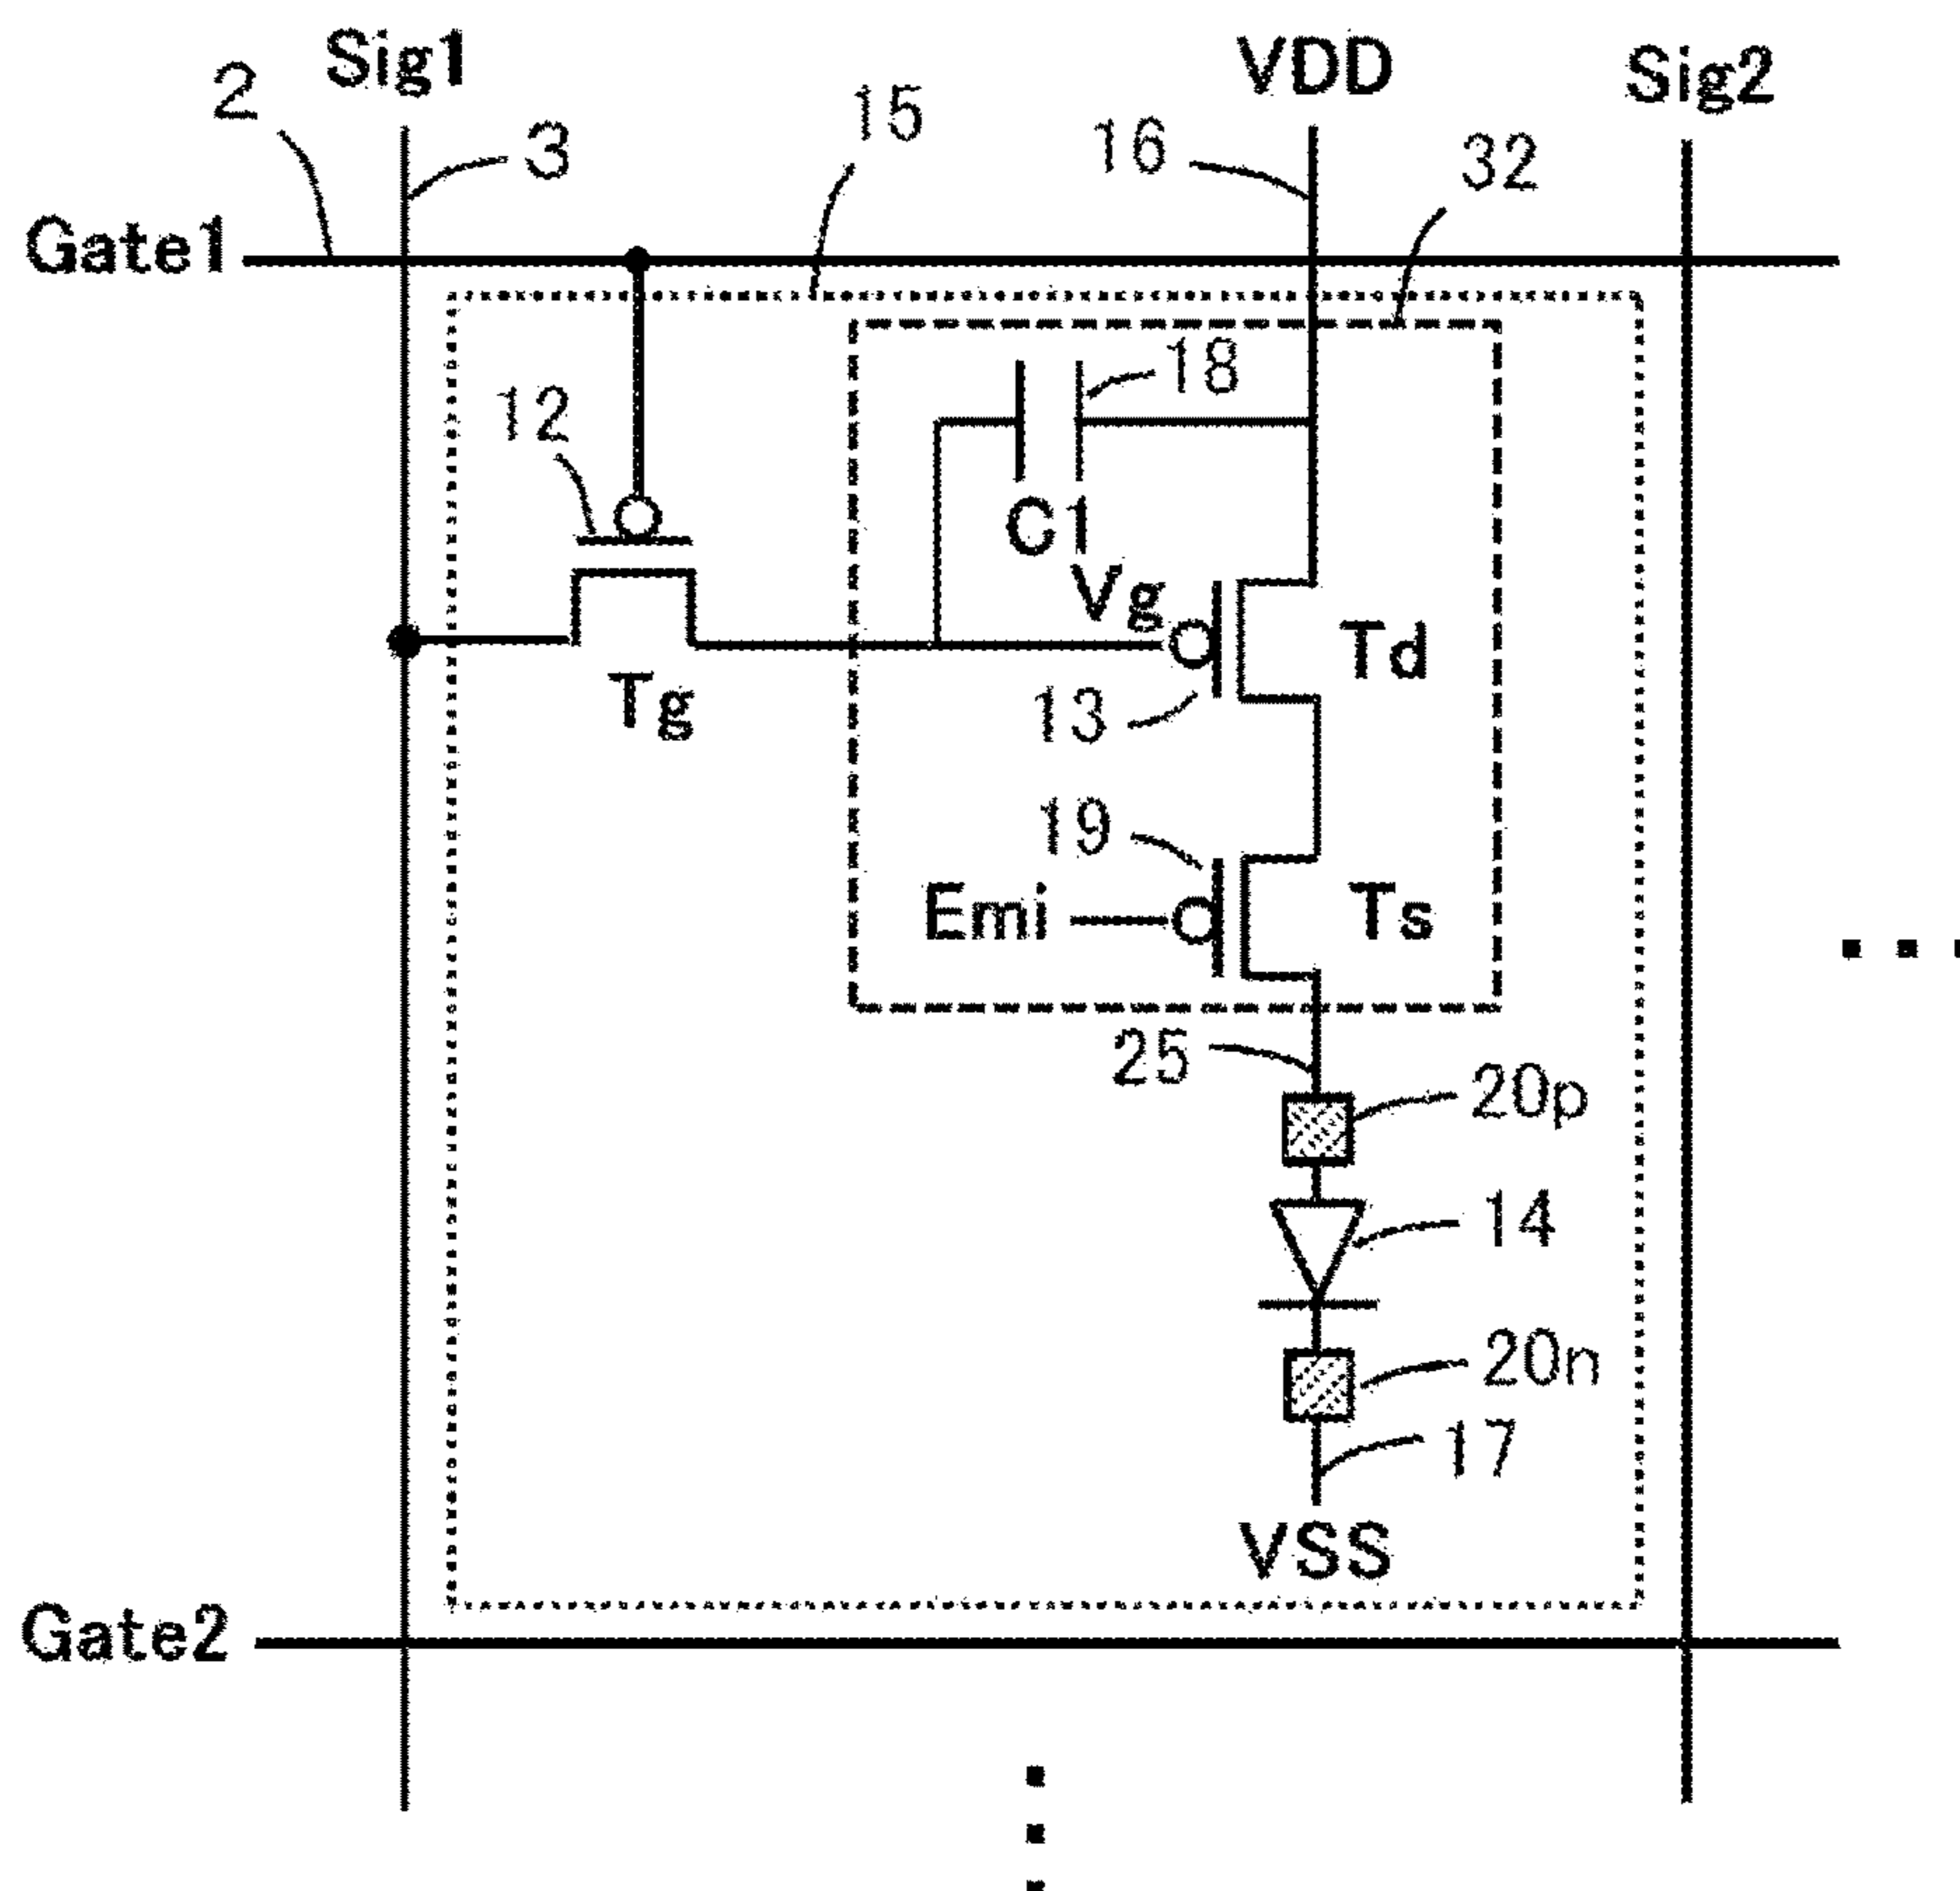 Sig1
VDD
Sig2
2
3
15
16
32
Gate1
18
12
C1
Vg
Td
Tg
13
19
Emi
Ts
25
20p
14
20n
17
VSS
Gate2